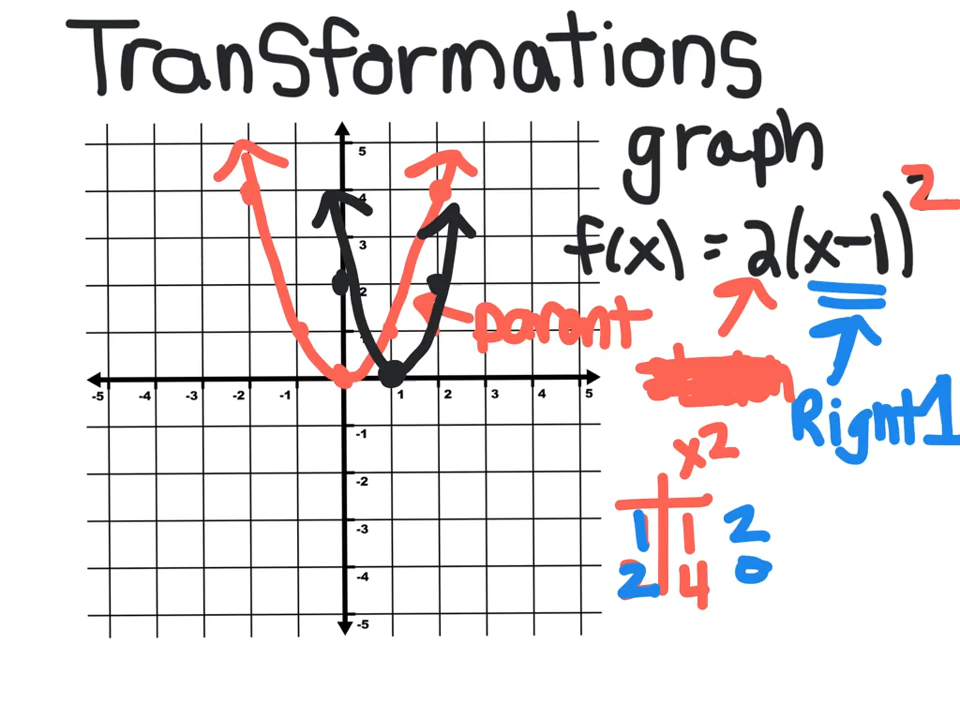 Transformations
graph
f(x) = 2(x-1)²
parent
Right 1
x2
1 1 2
2 4 0
5
4
3
2
1
-5 -4 -3 -2 -1 1 2 3 4 5
-1
-2
-3
-4
-5